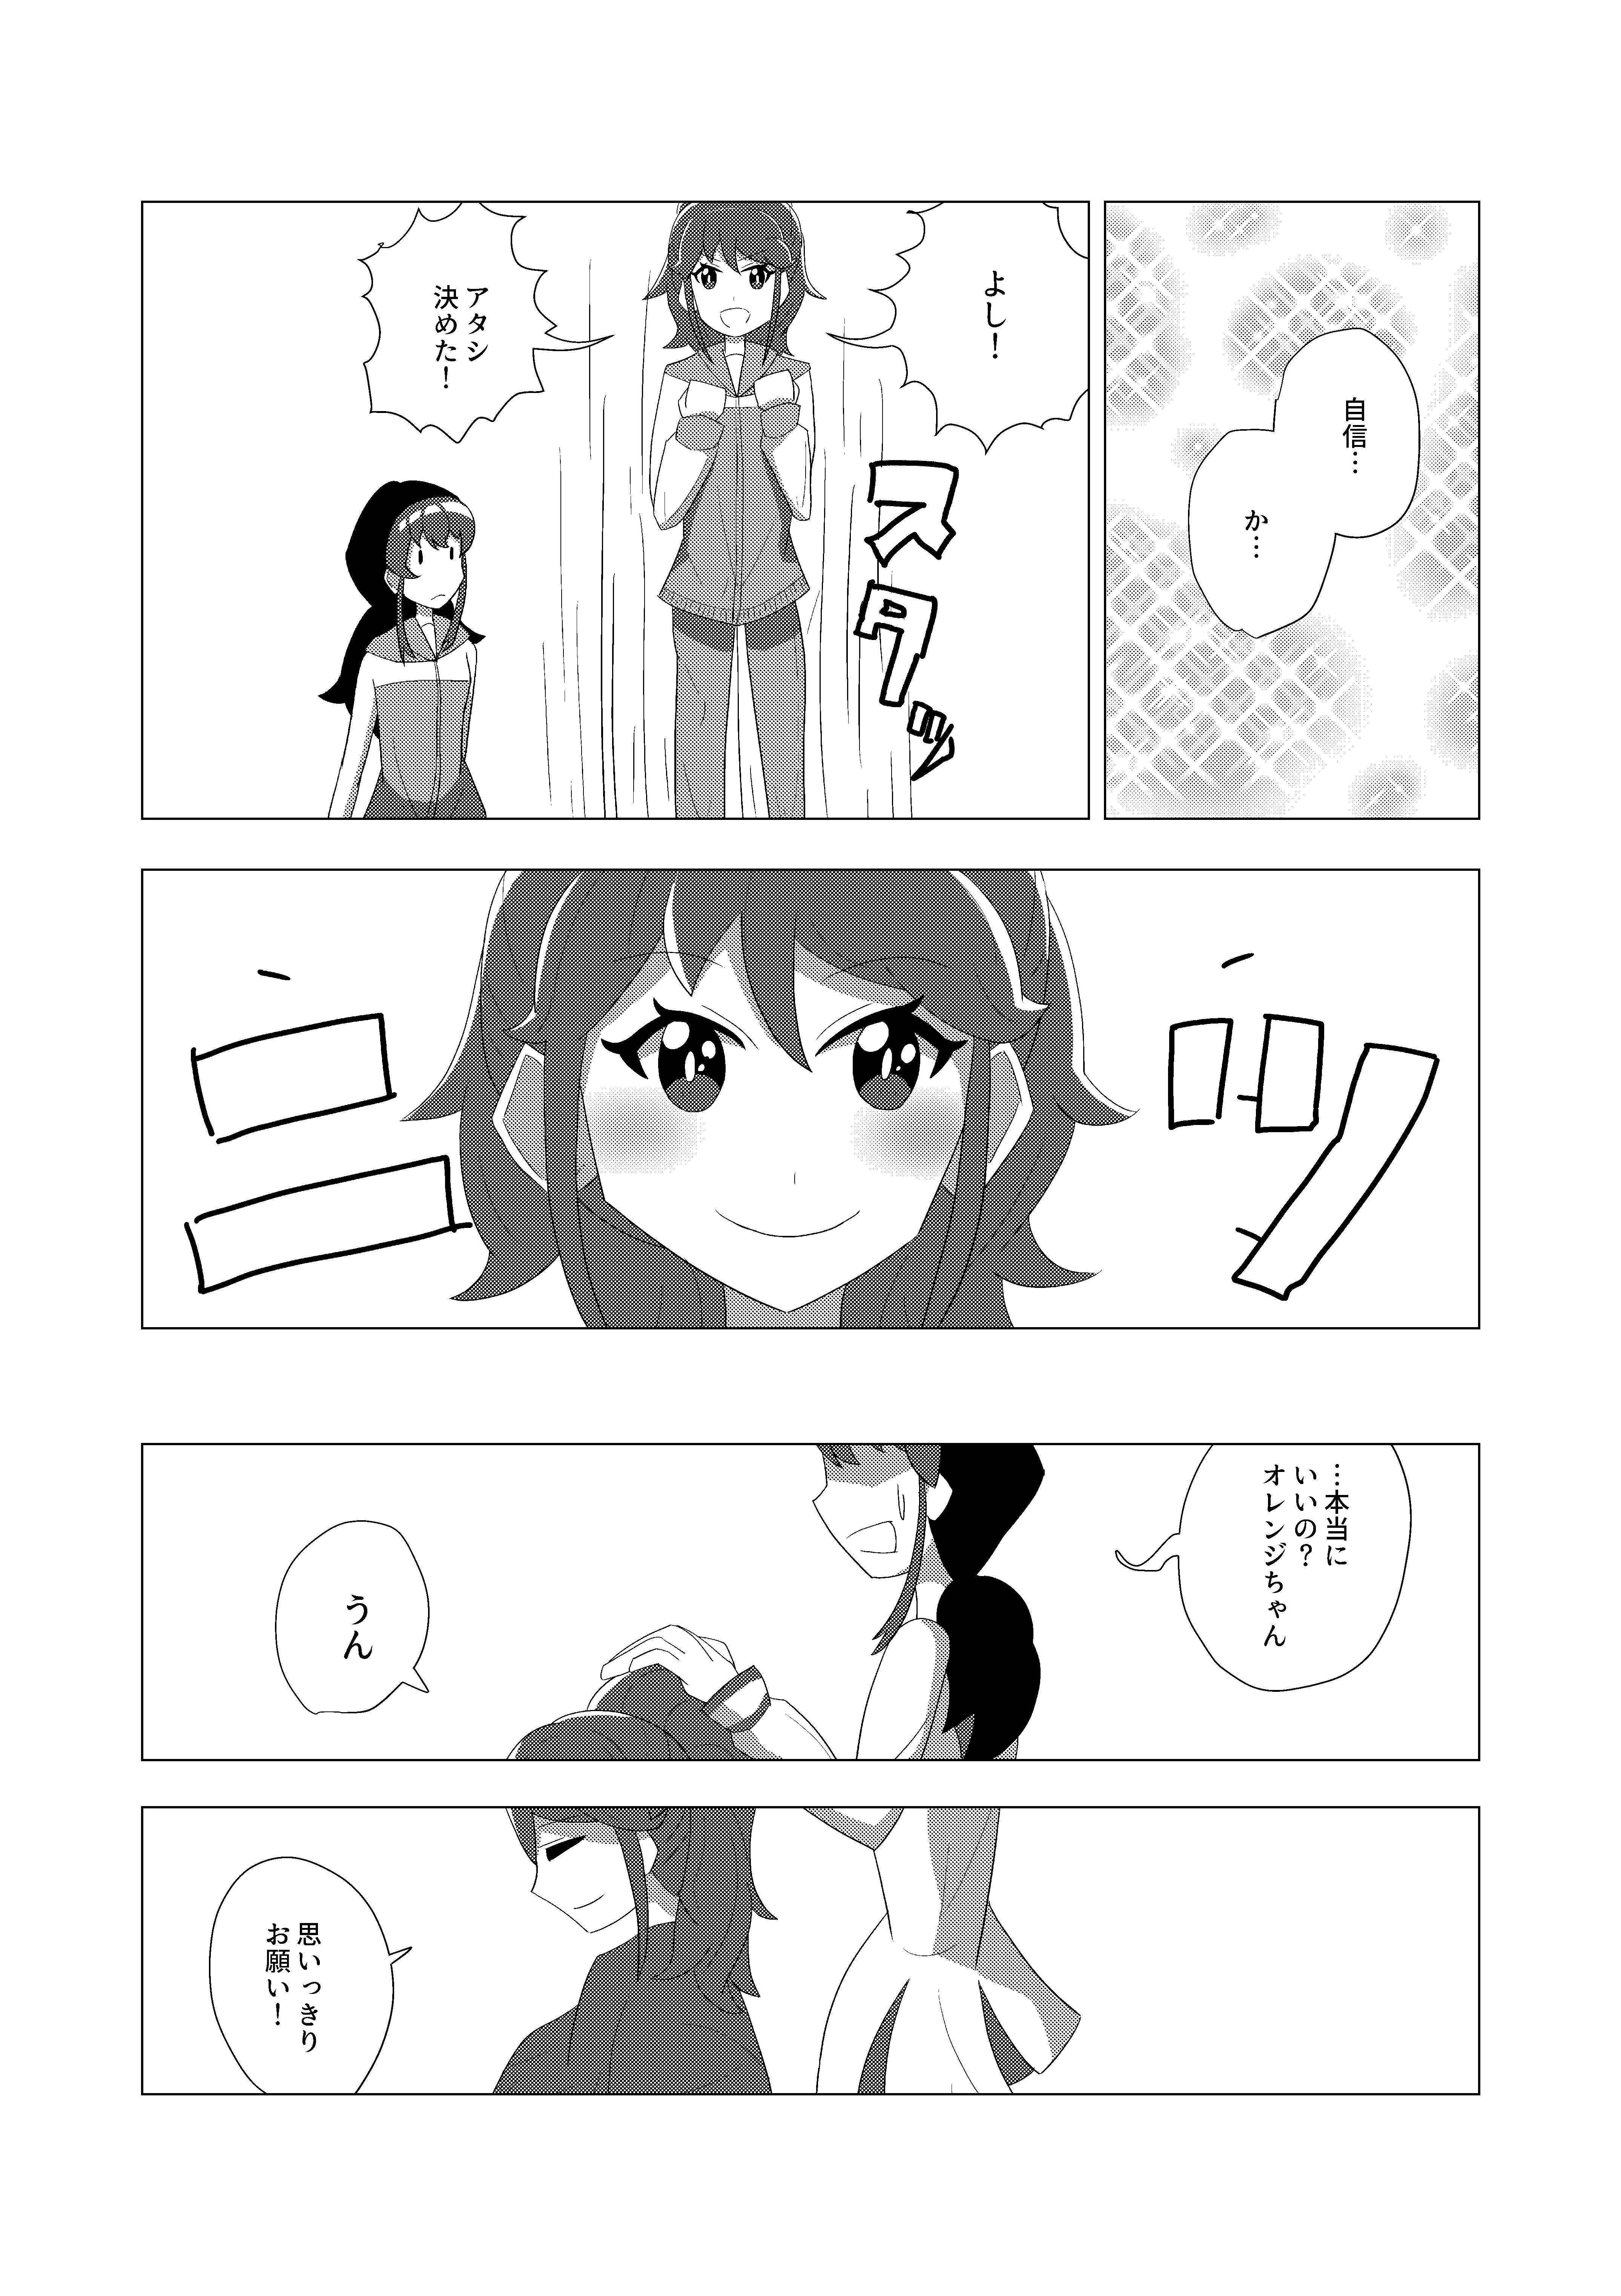 自信…
か…
よし！
スタッ
アタシ
決めた！
ニッ
…本当に
いいの？
オレンジちゃん
うん
思いっきり
お願い！